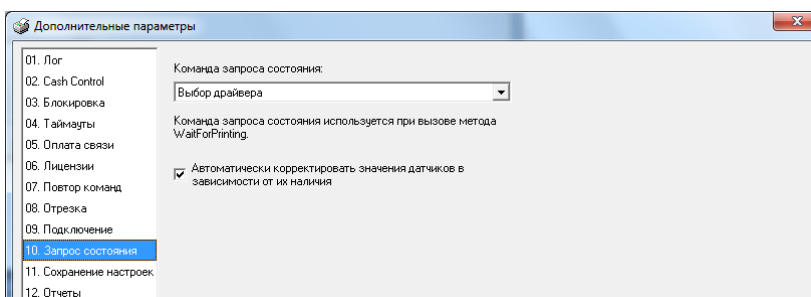 Дополнительные параметры
01. Лог
02. Cash Control
03. Блокировка
04. Таймауты
05. Оплата связи
06. Лицензии
07. Повтор команд
08. Отрезка
09. Подключение
10. Запрос состояния
11. Сохранение настроек
12. Отчеты
Команда запроса состояния:
Выбор драйвера
Команда запроса состояния используется при вызове метода
WaitForPrinting.
Автоматически корректировать значения датчиков в
зависимости от их наличия